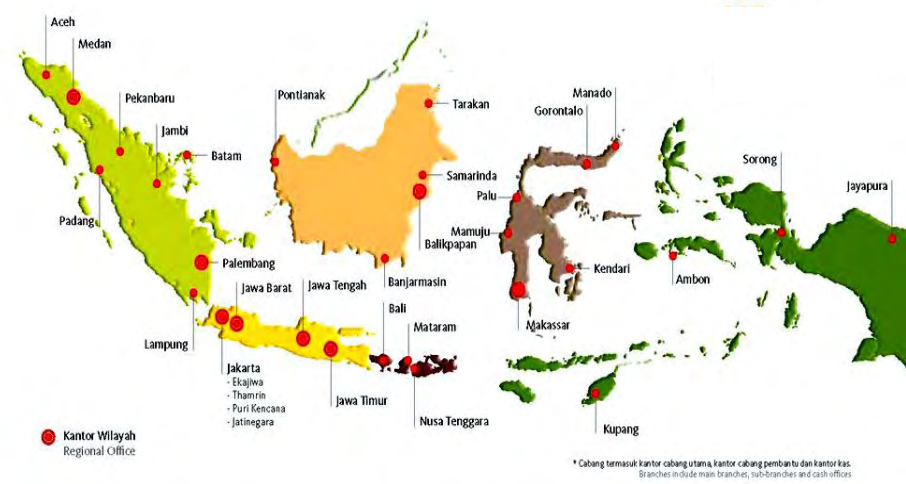 Aceh
Medan
Pekanbaru
Jambi
Batam
Padang
Palembang
Lampung
Jawa Barat
Jawa Tengah
Jakarta
- Ekajiwa
- Thamrin
- Puri Kencana
- Jatinegara
Jawa Timur
Bali
Mataram
Nusa Tenggara
Pontianak
Tarakan
Samarinda
Balikpapan
Banjarmasin
Manado
Gorontalo
Palu
Mamuju
Kendari
Makassar
Ambon
Sorong
Jayapura
Kupang
Kantor Wilayah
Regional Office
* Cabang termasuk kantor cabang utama, kantor cabang pembantu dan kantor kas.
Branches include main branches, sub-branches and cash offices